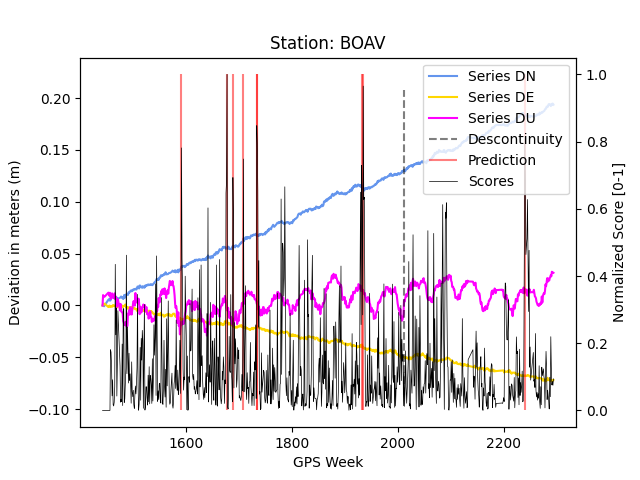 Station: BOAV
Series DN
Series DE
Series DU
Descontinuity
Prediction
Scores
0.20
0.15
0.10
0.05
0.00
−0.05
−0.10
Deviation in meters (m)
1.0
0.8
0.6
0.4
0.2
0.0
Normalized Score [0-1]
1600
1800
2000
2200
GPS Week